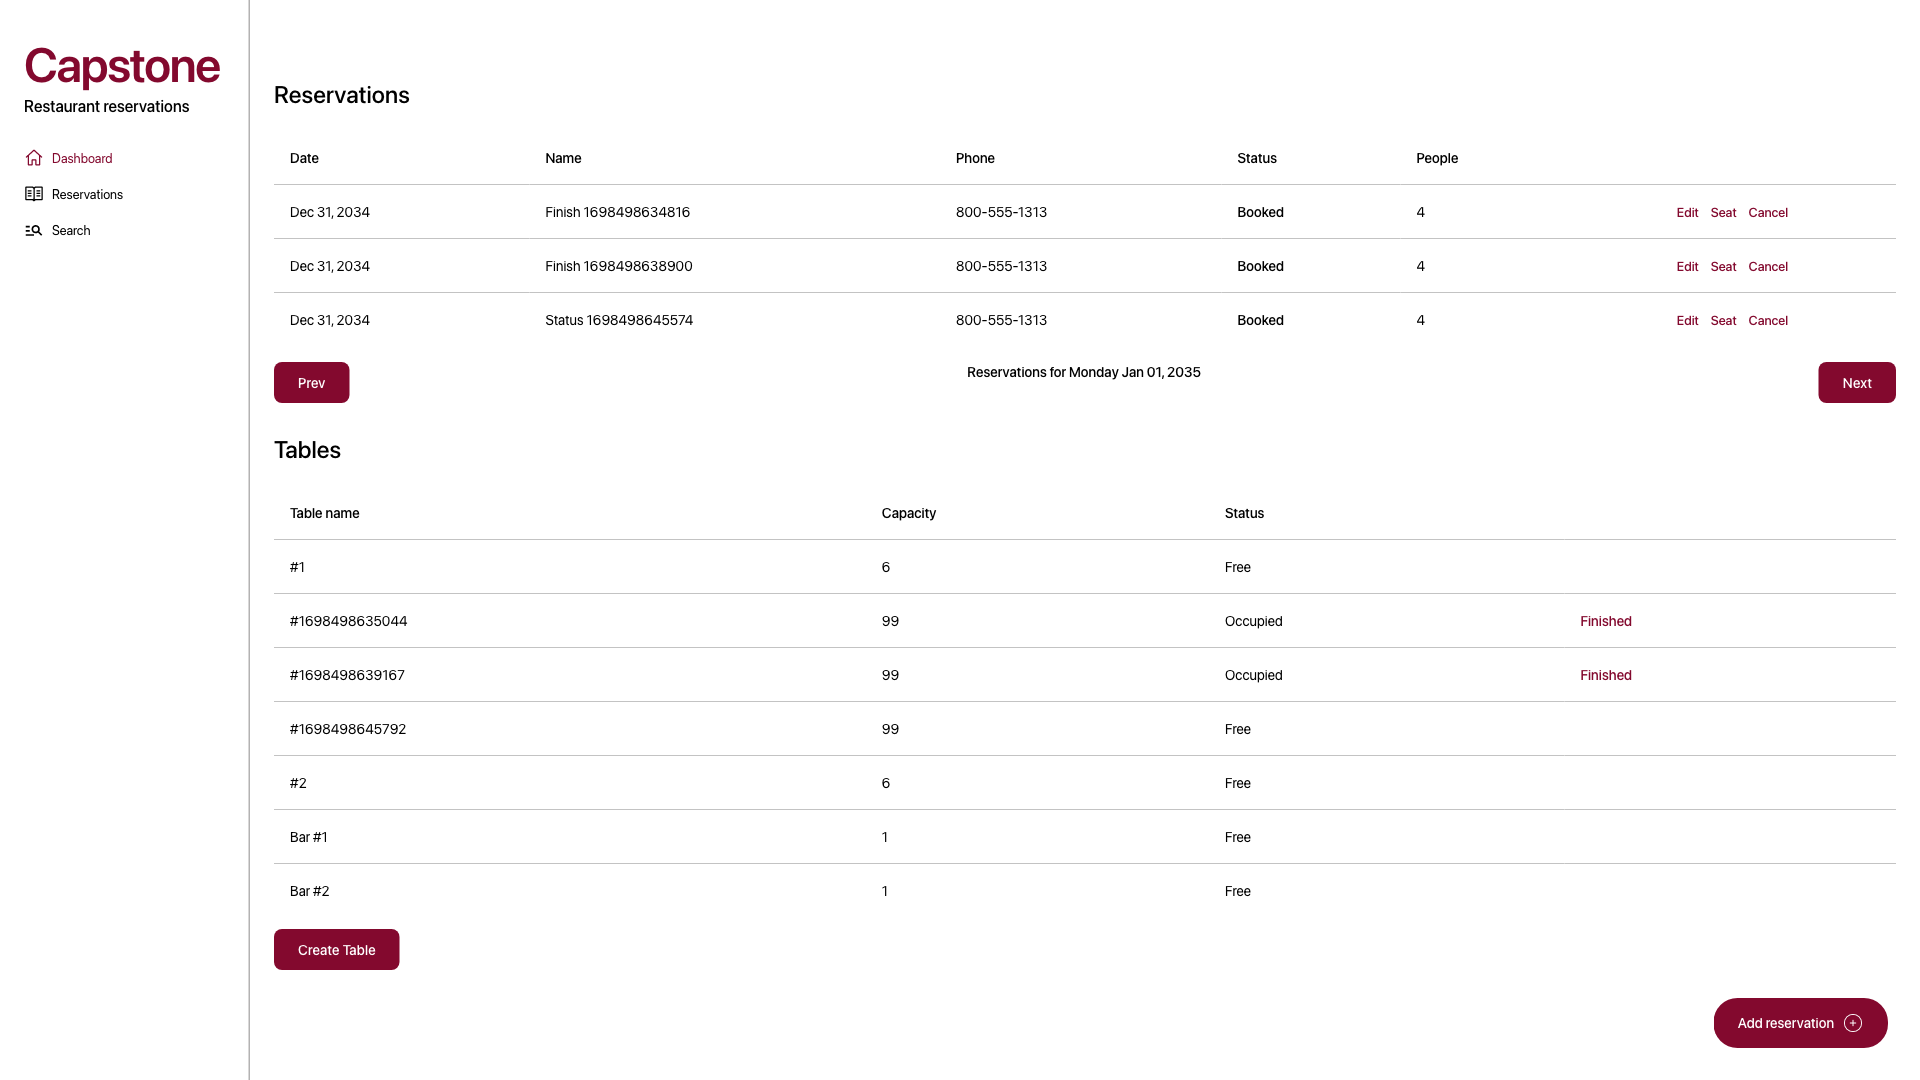 Capstone
Restaurant reservations
Dashboard
Reservations
Search
Reservations
Date Name Phone Status People
Dec 31, 2034 Finish 1698498634816 800-555-1313 Booked 4 Edit Seat Cancel
Dec 31, 2034 Finish 1698498638900 800-555-1313 Booked 4 Edit Seat Cancel
Dec 31, 2034 Status 1698498645574 800-555-1313 Booked 4 Edit Seat Cancel
Prev Reservations for Monday Jan 01, 2035 Next
Tables
Table name Capacity Status
#1 6 Free
#1698498635044 99 Occupied Finished
#1698498639167 99 Occupied Finished
#1698498645792 99 Free
#2 6 Free
Bar #1 1 Free
Bar #2 1 Free
Create Table
Add reservation